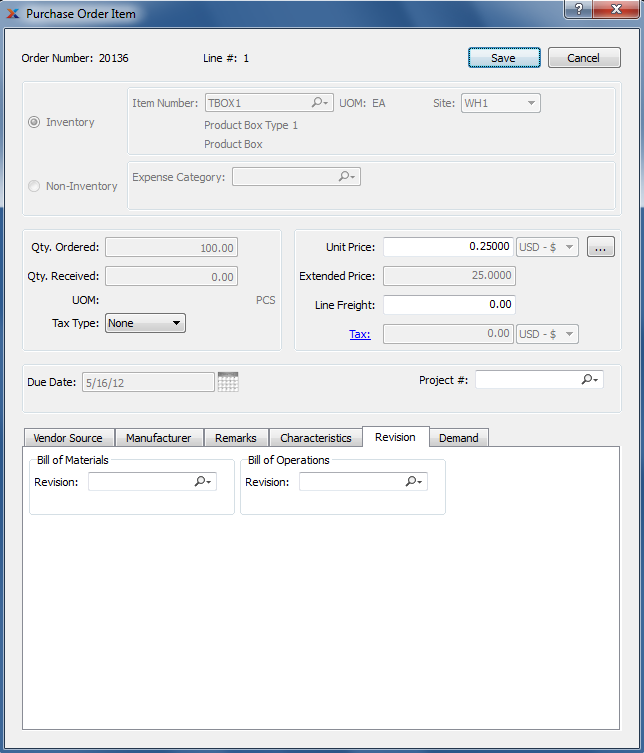 Purchase Order Item
?
Order Number: 20136 Line #: 1 Save Cancel
Inventory
Item Number: TBOX1 UOM: EA Site: WH1
Product Box Type 1
Product Box
Non-Inventory
Expense Category:
Qty. Ordered: 100.00
Qty. Received: 0.00
UOM: PCS
Tax Type: None
Unit Price: 0.25000 USD - $ ...
Extended Price: 25.0000
Line Freight: 0.00
Tax: 0.00 USD - $
Due Date: 5/16/12 Project #:
Vendor Source Manufacturer Remarks Characteristics Revision Demand
Bill of Materials
Revision:
Bill of Operations
Revision: